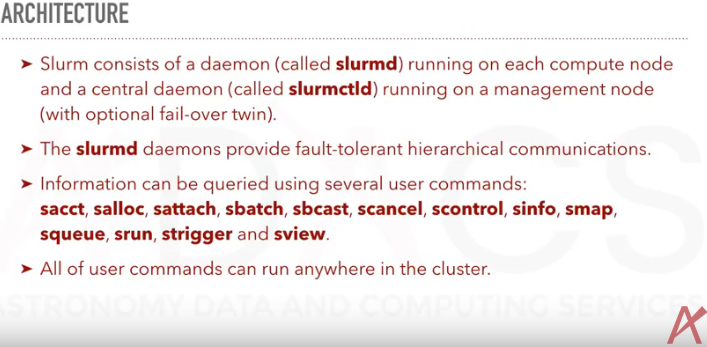 ARCHITECTURE
➤ Slurm consists of a daemon (called slurmd) running on each compute node
and a central daemon (called slurmctld) running on a management node
(with optional fail-over twin).
➤ The slurmd daemons provide fault-tolerant hierarchical communications.
➤ Information can be queried using several user commands:
sacct, salloc, sattach, sbatch, sbcast, scancel, scontrol, sinfo, smap,
squeue, srun, strigger and sview.
➤ All of user commands can run anywhere in the cluster.
ADACS
ASTRONOMY DATA AND COMPUTING SERVICES